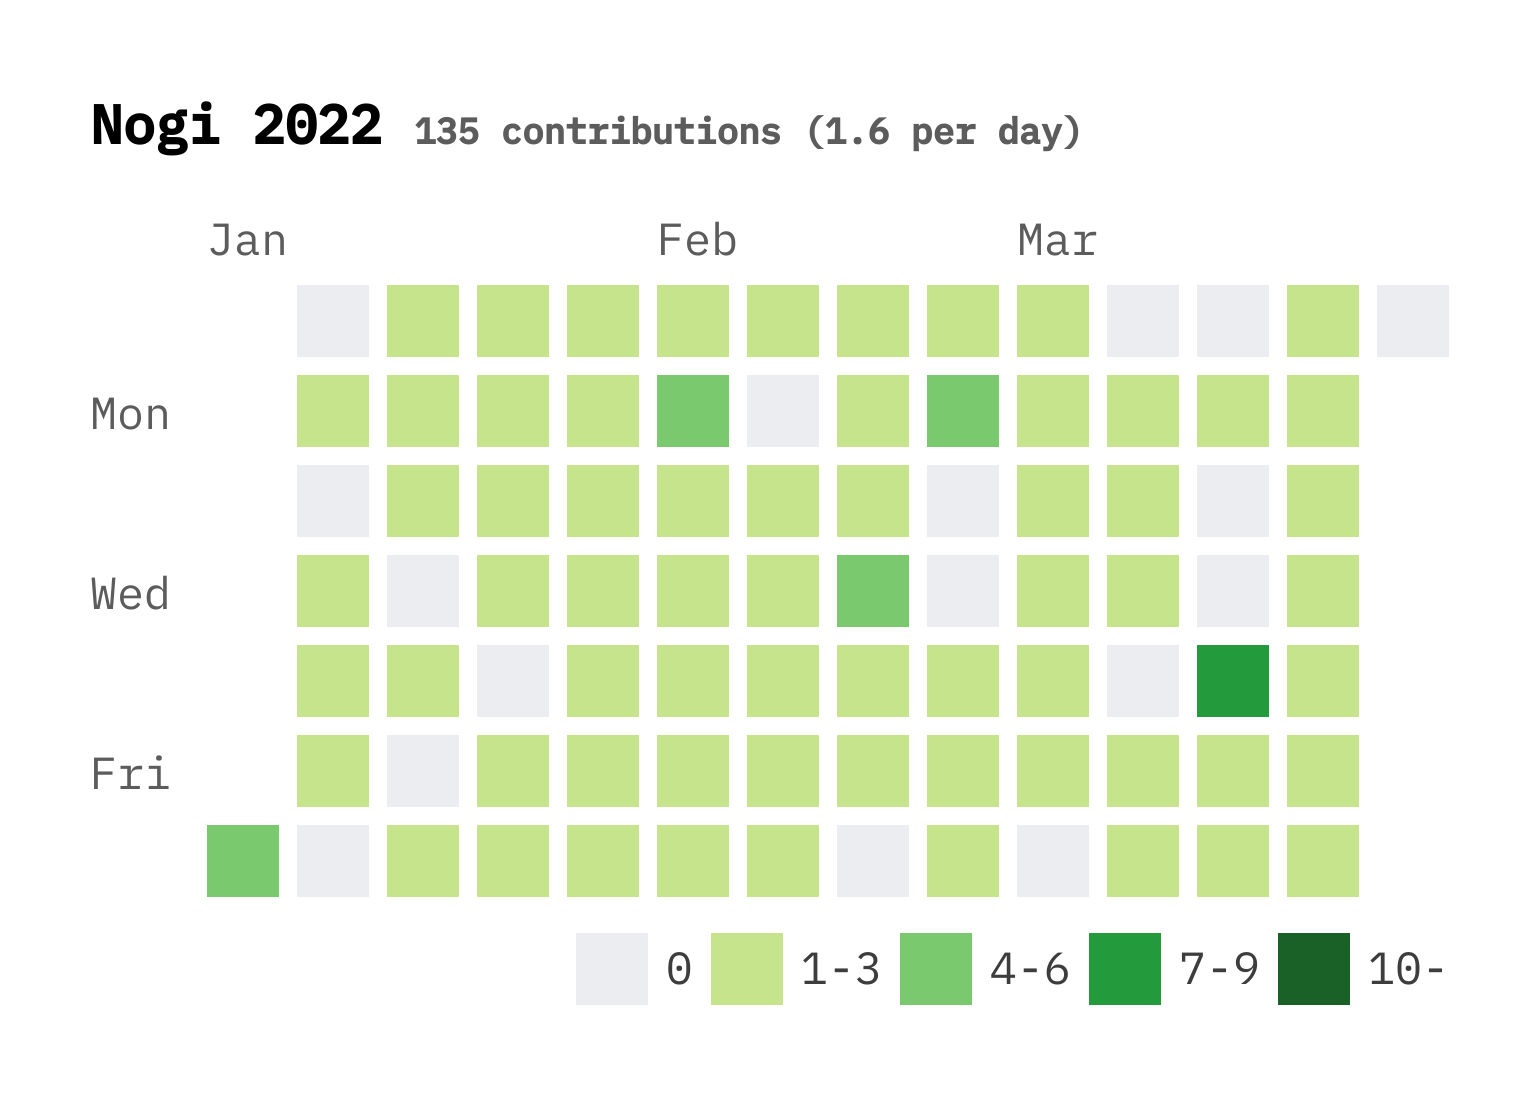 Nogi 2022 135 contributions (1.6 per day)
Jan Feb Mar
Mon
Wed
Fri
0 1-3 4-6 7-9 10-